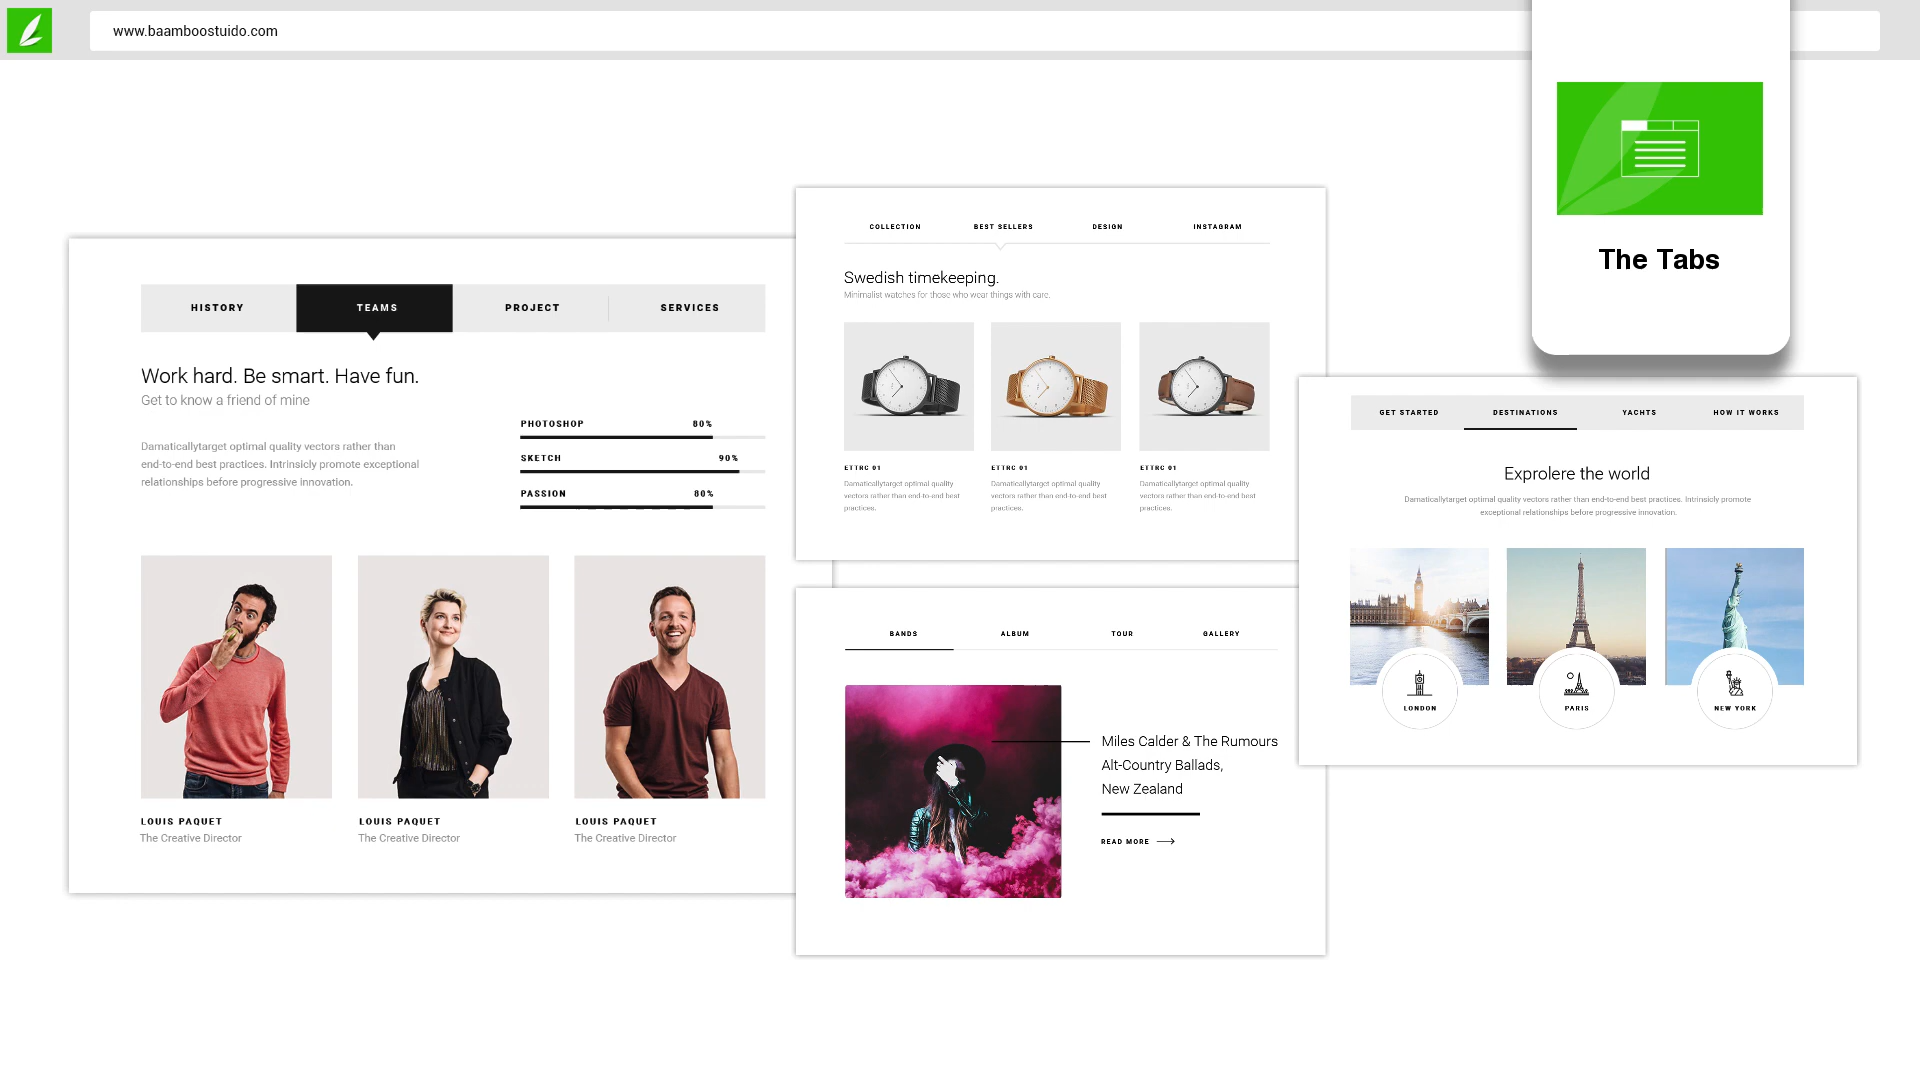 www.baamboostuido.com
The Tabs
HISTORY
TEAMS
PROJECT
SERVICES
Work hard. Be smart. Have fun.
Get to know a friend of mine
Damaticallytarget optimal quality vectors rather than
end-to-end best practices. Intrinsicly promote exceptional
relationships before progressive innovation.
PHOTOSHOP 80%
SKETCH 90%
PASSION 80%
LOUIS PAQUET
The Creative Director
LOUIS PAQUET
The Creative Director
LOUIS PAQUET
The Creative Director
COLLECTION
BEST SELLERS
DESIGN
INSTAGRAM
Swedish timekeeping.
Minimalist watches for those who wear things with care.
ETTRC 01
Damaticallytarget optimal quality
vectors rather than end-to-end best
practices.
ETTRC 01
Damaticallytarget optimal quality
vectors rather than end-to-end best
practices.
ETTRC 01
Damaticallytarget optimal quality
vectors rather than end-to-end best
practices.
BANDS
ALBUM
TOUR
GALLERY
Miles Calder & The Rumours
Alt-Country Ballads,
New Zealand
READ MORE
GET STARTED
DESTINATIONS
YACHTS
HOW IT WORKS
Exprolere the world
Damaticallytarget optimal quality vectors rather than end-to-end best practices. Intrinsicly promote
exceptional relationships before progressive innovation.
LONDON
PARIS
NEW YORK